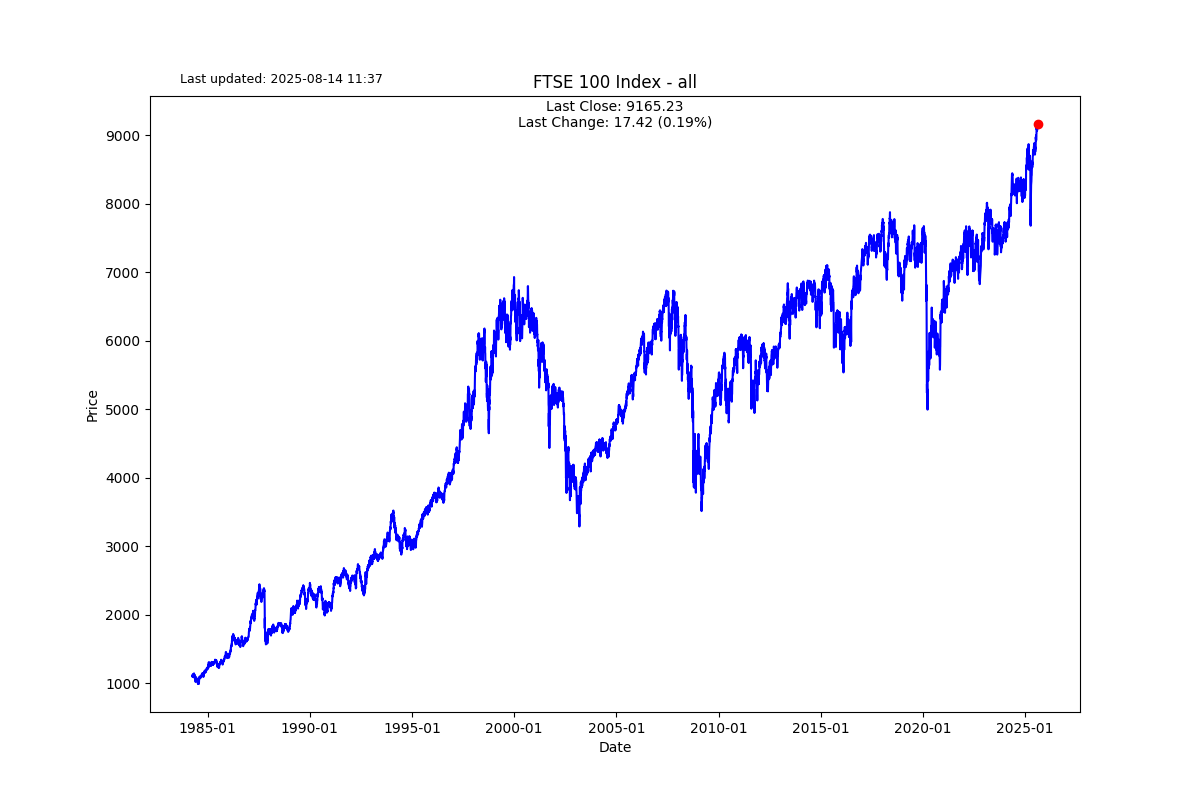 Last updated: 2025-08-14 11:37
FTSE 100 Index - all
Last Close: 9165.23
Last Change: 17.42 (0.19%)
9000
8000
7000
6000
5000
4000
3000
2000
1000
Price
1985-01 1990-01 1995-01 2000-01 2005-01 2010-01 2015-01 2020-01 2025-01
Date